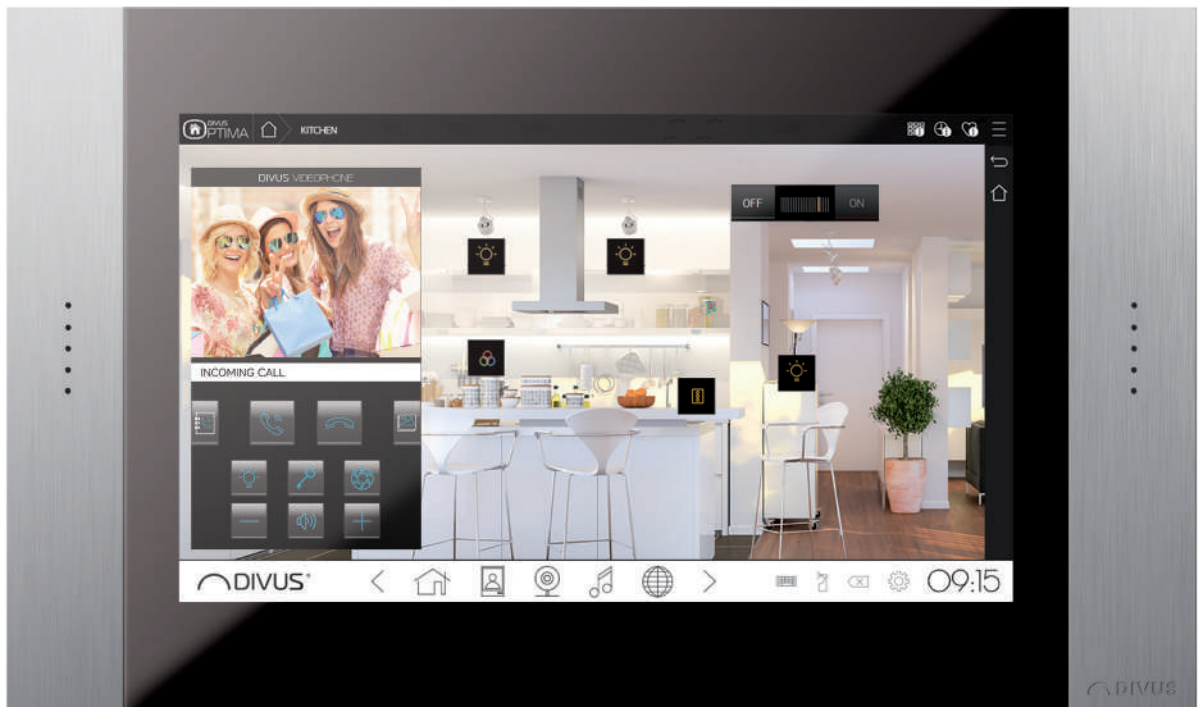 DIVUS
OPTIMA
KITCHEN
DIVUS VIDEOPHONE
OFF
ON
INCOMING CALL
DIVUS®
09:15
DIVUS